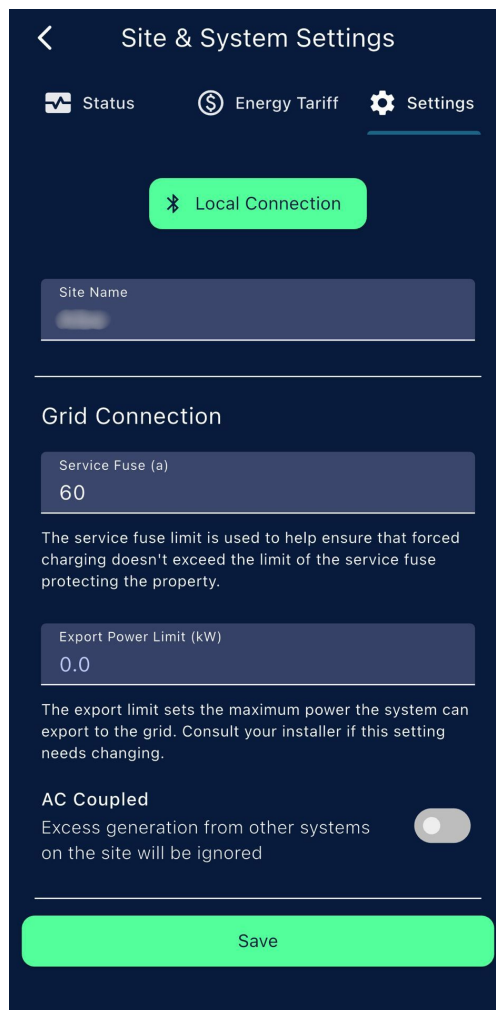 Site & System Settings
Status
Energy Tariff
Settings
Local Connection
Site Name
Grid Connection
Service Fuse (a)
60
The service fuse limit is used to help ensure that forced
charging doesn't exceed the limit of the service fuse
protecting the property.
Export Power Limit (kW)
0.0
The export limit sets the maximum power the system can
export to the grid. Consult your installer if this setting
needs changing.
AC Coupled
Excess generation from other systems
on the site will be ignored
Save